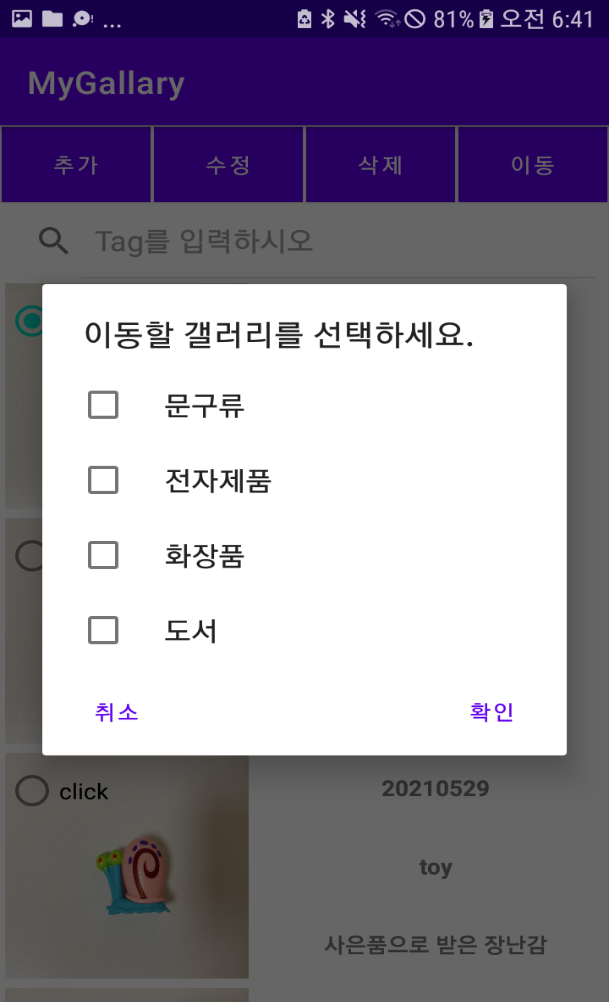 ... 81% 오전 6:41
MyGallary
추가 수정 삭제 이동
Tag를 입력하시오
이동할 갤러리를 선택하세요.
문구류
전자제품
화장품
도서
취소 확인
click
20210529
toy
사은품으로 받은 장난감